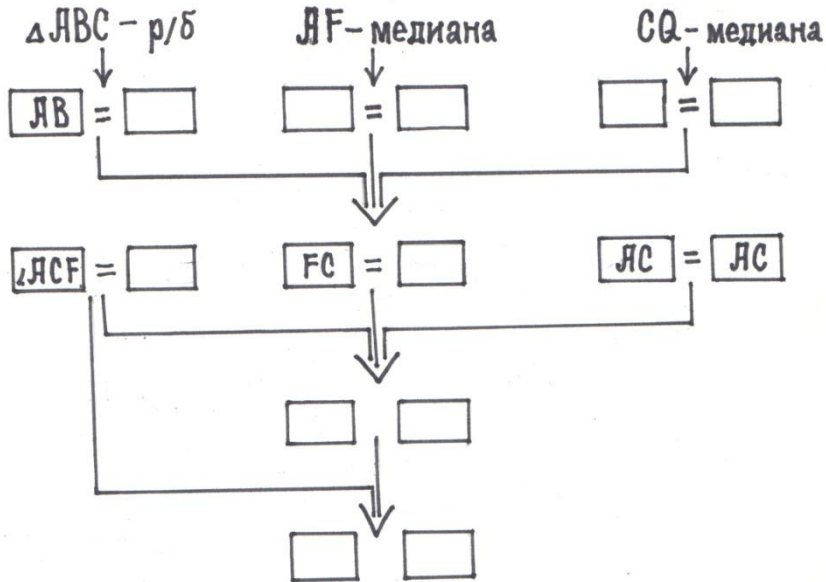 △ABC - р/б AF - медиана CQ - медиана
AB = = =
∠ACF = FC = AC = AC